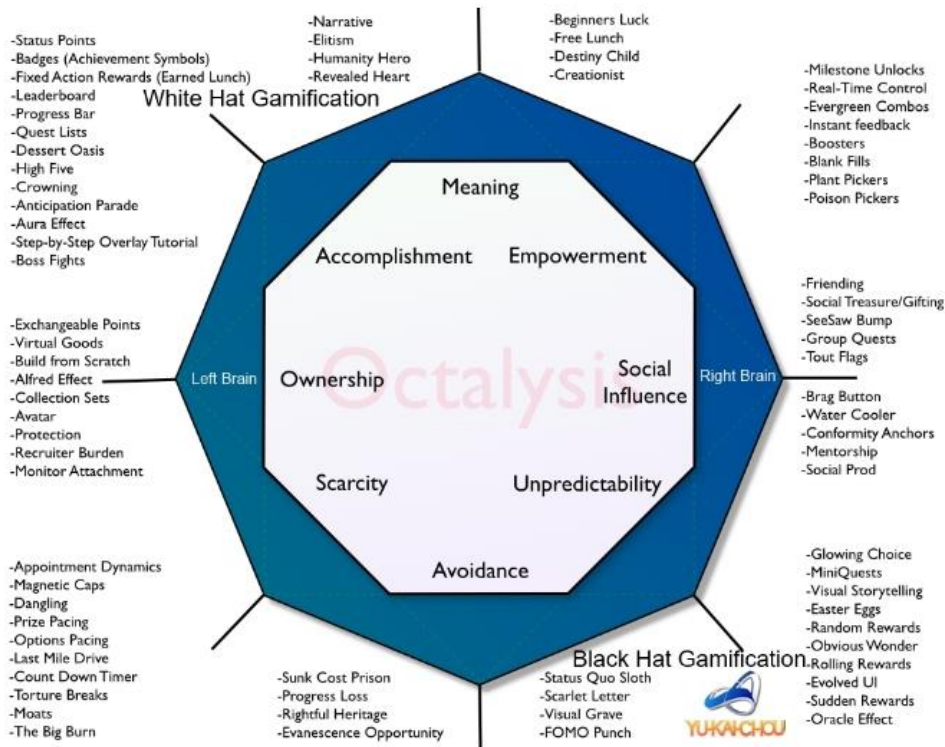 -Narrative
-Elitism
-Humanity Hero
-Revealed Heart
-Beginners Luck
-Free Lunch
-Destiny Child
-Creationist
-Status Points
-Badges (Achievement Symbols)
-Fixed Action Rewards (Earned Lunch)
-Leaderboard
-Progress Bar
-Quest Lists
-Dessert Oasis
-High Five
-Crowning
-Anticipation Parade
-Aura Effect
-Step-by-Step Overlay Tutorial
-Boss Fights
White Hat Gamification
-Milestone Unlocks
-Real-Time Control
-Evergreen Combos
-Instant feedback
-Boosters
-Blank Fills
-Plant Pickers
-Poison Pickers
Meaning
Accomplishment
Empowerment
-Exchangeable Points
-Virtual Goods
-Build from Scratch
-Alfred Effect
-Collection Sets
-Avatar
-Protection
-Recruiter Burden
-Monitor Attachment
Left Brain
Ownership
Octalysis
Social
Influence
Right Brain
-Friending
-Social Treasure/Gifting
-SeeSaw Bump
-Group Quests
-Tout Flags
-Brag Button
-Water Cooler
-Conformity Anchors
-Mentorship
-Social Prod
Scarcity
Unpredictability
Avoidance
-Appointment Dynamics
-Magnetic Caps
-Dangling
-Prize Pacing
-Options Pacing
-Last Mile Drive
-Count Down Timer
-Torture Breaks
-Moats
-The Big Burn
-Sunk Cost Prison
-Progress Loss
-Rightful Heritage
-Evanescence Opportunity
Black Hat Gamification
-Status Quo Sloth
-Scarlet Letter
-Visual Grave
-FOMO Punch
YU-KAI-CHOU
-Glowing Choice
-MiniQuests
-Visual Storytelling
-Easter Eggs
-Random Rewards
-Obvious Wonder
-Rolling Rewards
-Evolved UI
-Sudden Rewards
-Oracle Effect